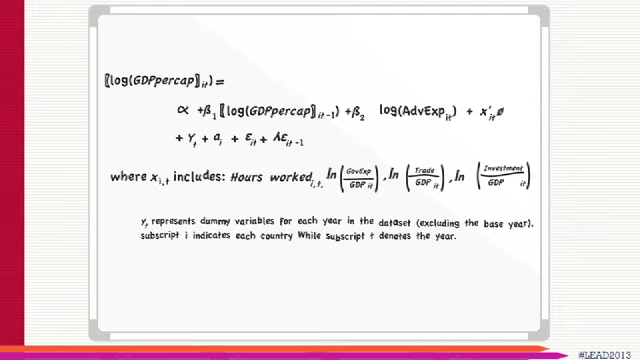 ⟦log(GDPpercap)⟧it) =
∝ +β1 ⟦log(GDPpercap)⟧it-1) +β2 log(AdvExpit) + x'it ø
+ Yt + ai + εit + Λεit-1
where xi,t includes: Hours workedi,t, ln(GovExp/GDP it), ln(Trade/GDP it), ln(Investment/GDP it)
Yt represents dummy variables for each year in the dataset (excluding the base year),
subscript i indicates each country While subscript t denotes the year.
#LEAD2013